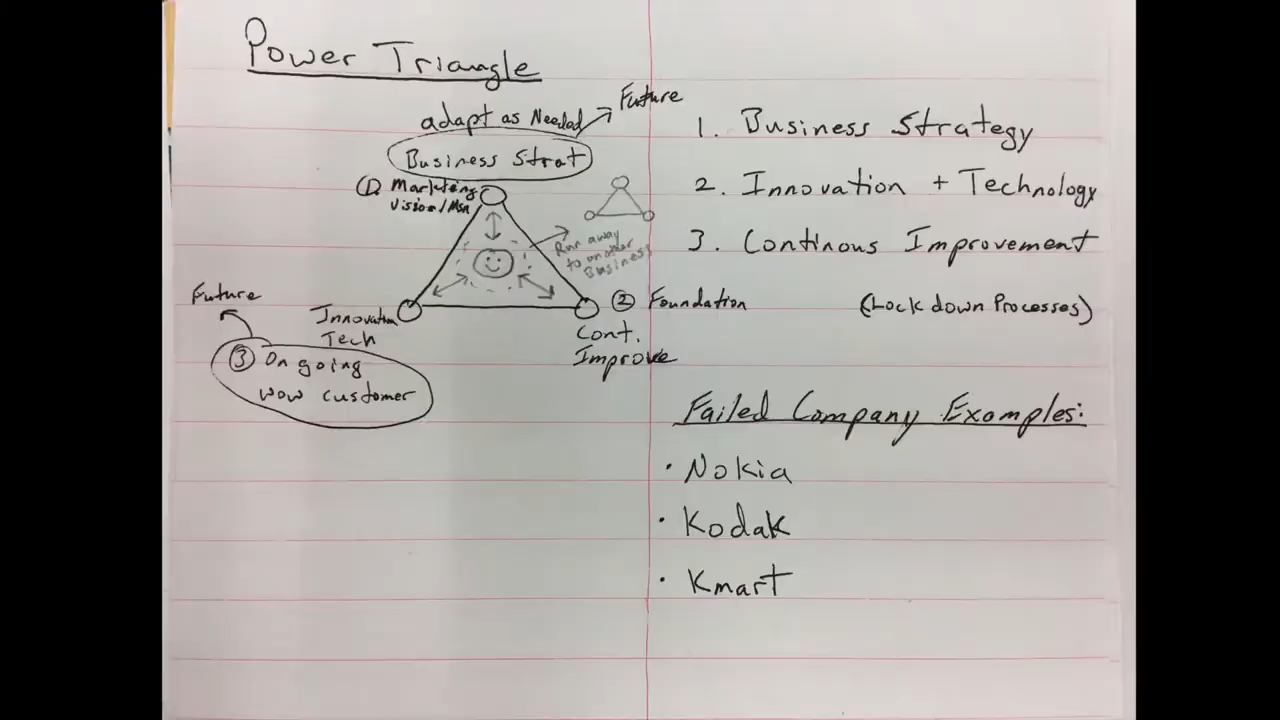 Power Triangle
Future
adapt as Needed
Business Strat
① Marketing
Vision/Msn
Run away
to another
Business
Future
Innovation
Tech
② Foundation
Cont.
Improve
③ On going
wow customer
1. Business Strategy
2. Innovation + Technology
3. Continous Improvement
(Lock down Processes)
Failed Company Examples:
• Nokia
• Kodak
• Kmart